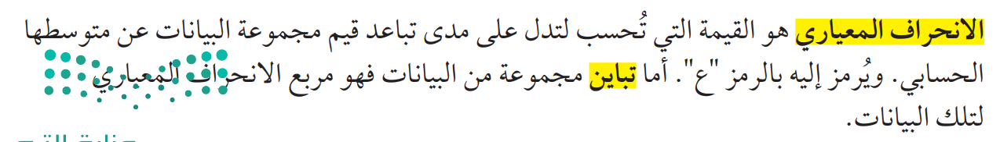 الانحراف المعياري هو القيمة التي تُحسب لتدل على مدى تباعد قيم مجموعة البيانات عن متوسطها
الحسابي. ويُرمز إليه بالرمز "ع". أما تباين مجموعة من البيانات فهو مربع الانحراف المعياري
لتلك البيانات.